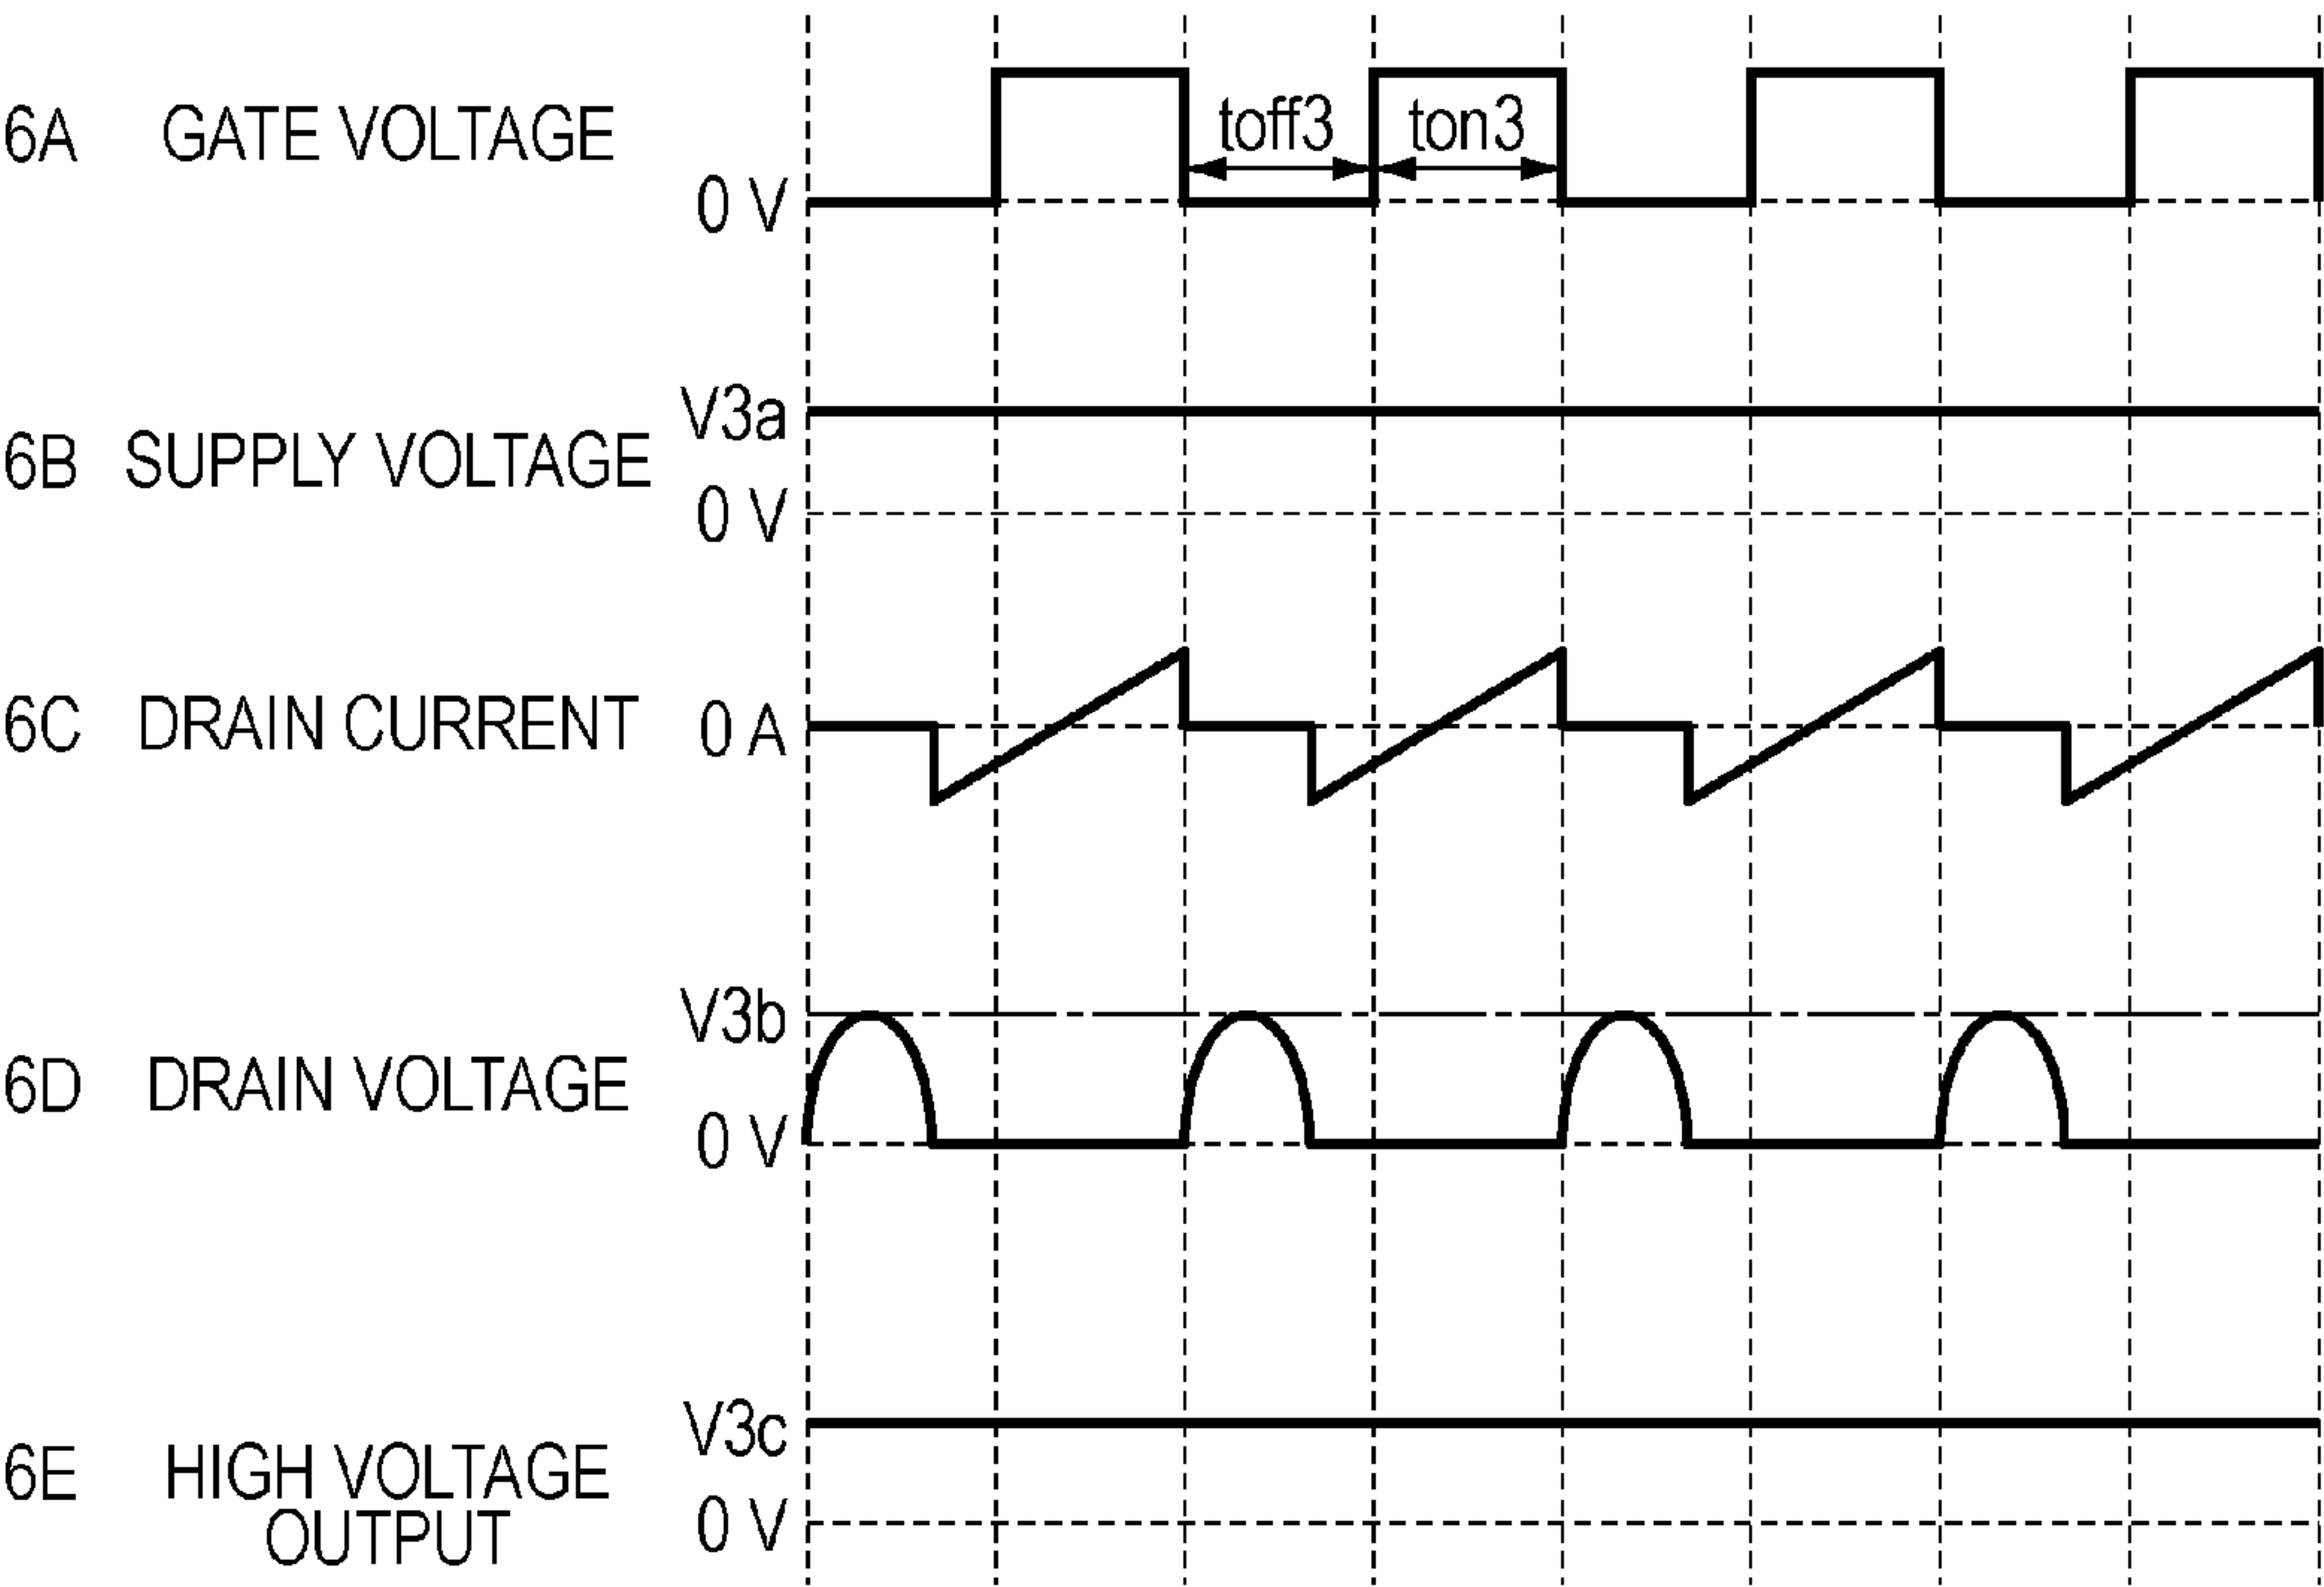 6A GATE VOLTAGE
toff3 ton3
0 V
V3a
6B SUPPLY VOLTAGE
0 V
6C DRAIN CURRENT 0 A
V3b
6D DRAIN VOLTAGE
0 V
V3c
6E HIGH VOLTAGE
OUTPUT
0 V